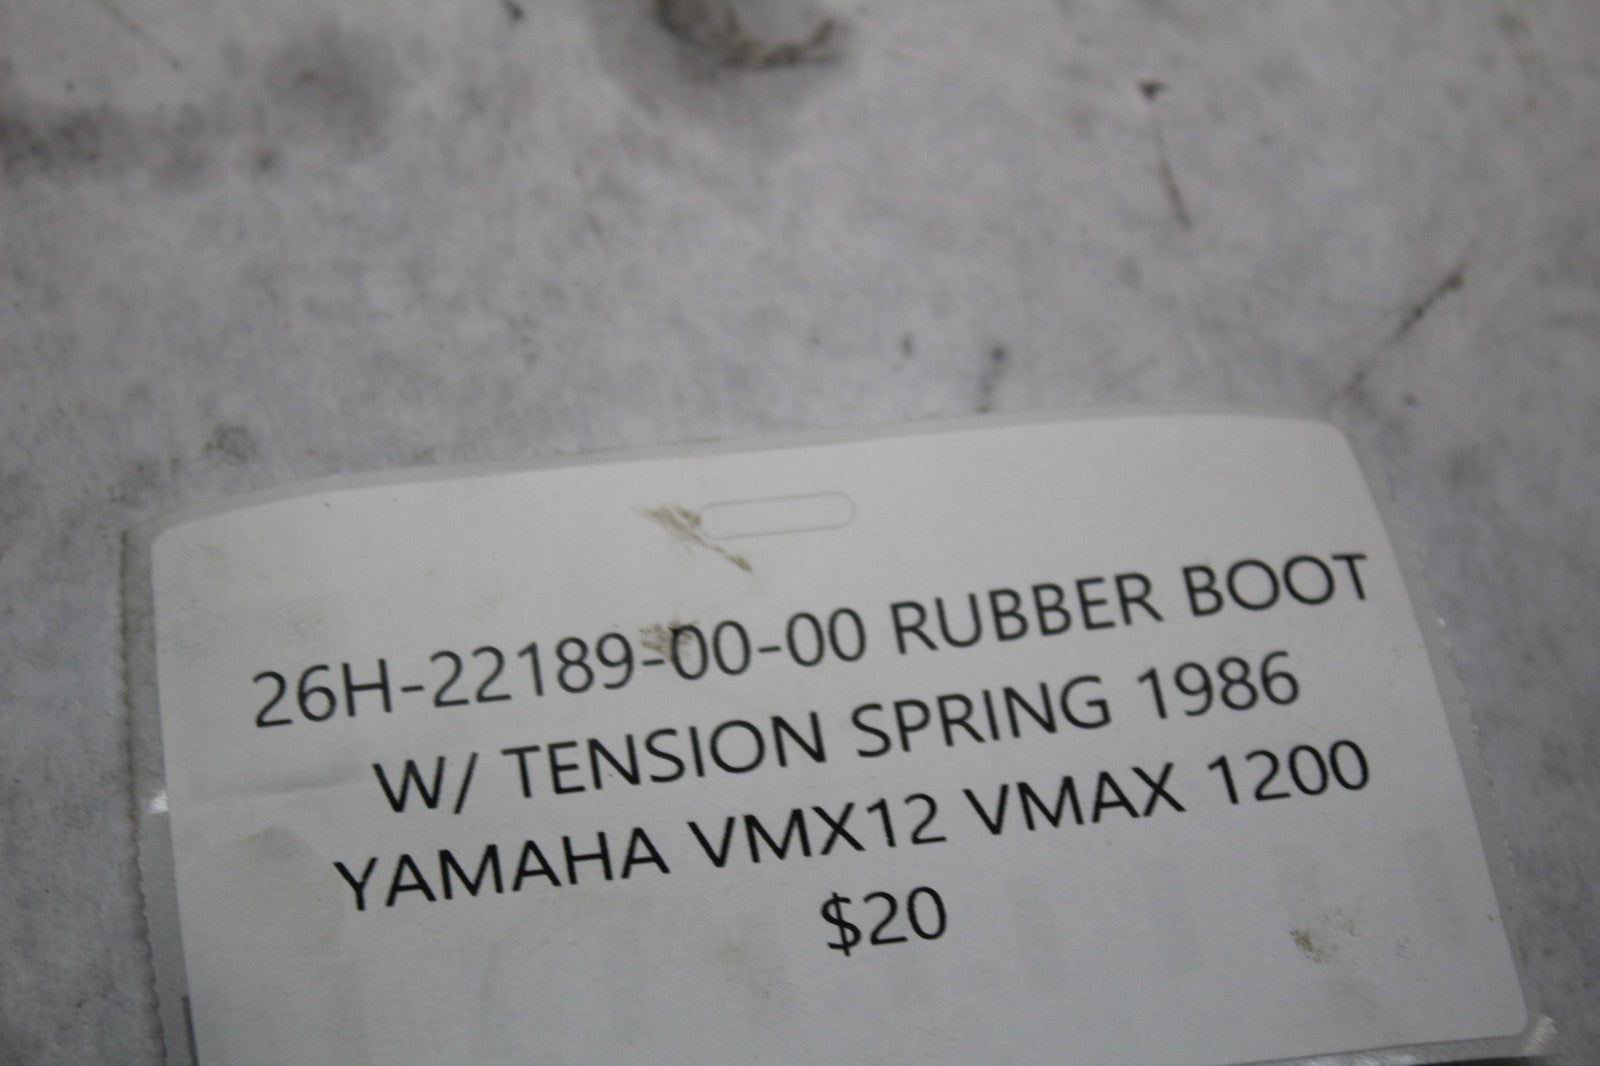 26H-22189-00-00 RUBBER BOOT
W/ TENSION SPRING 1986
YAMAHA VMX12 VMAX 1200
$20